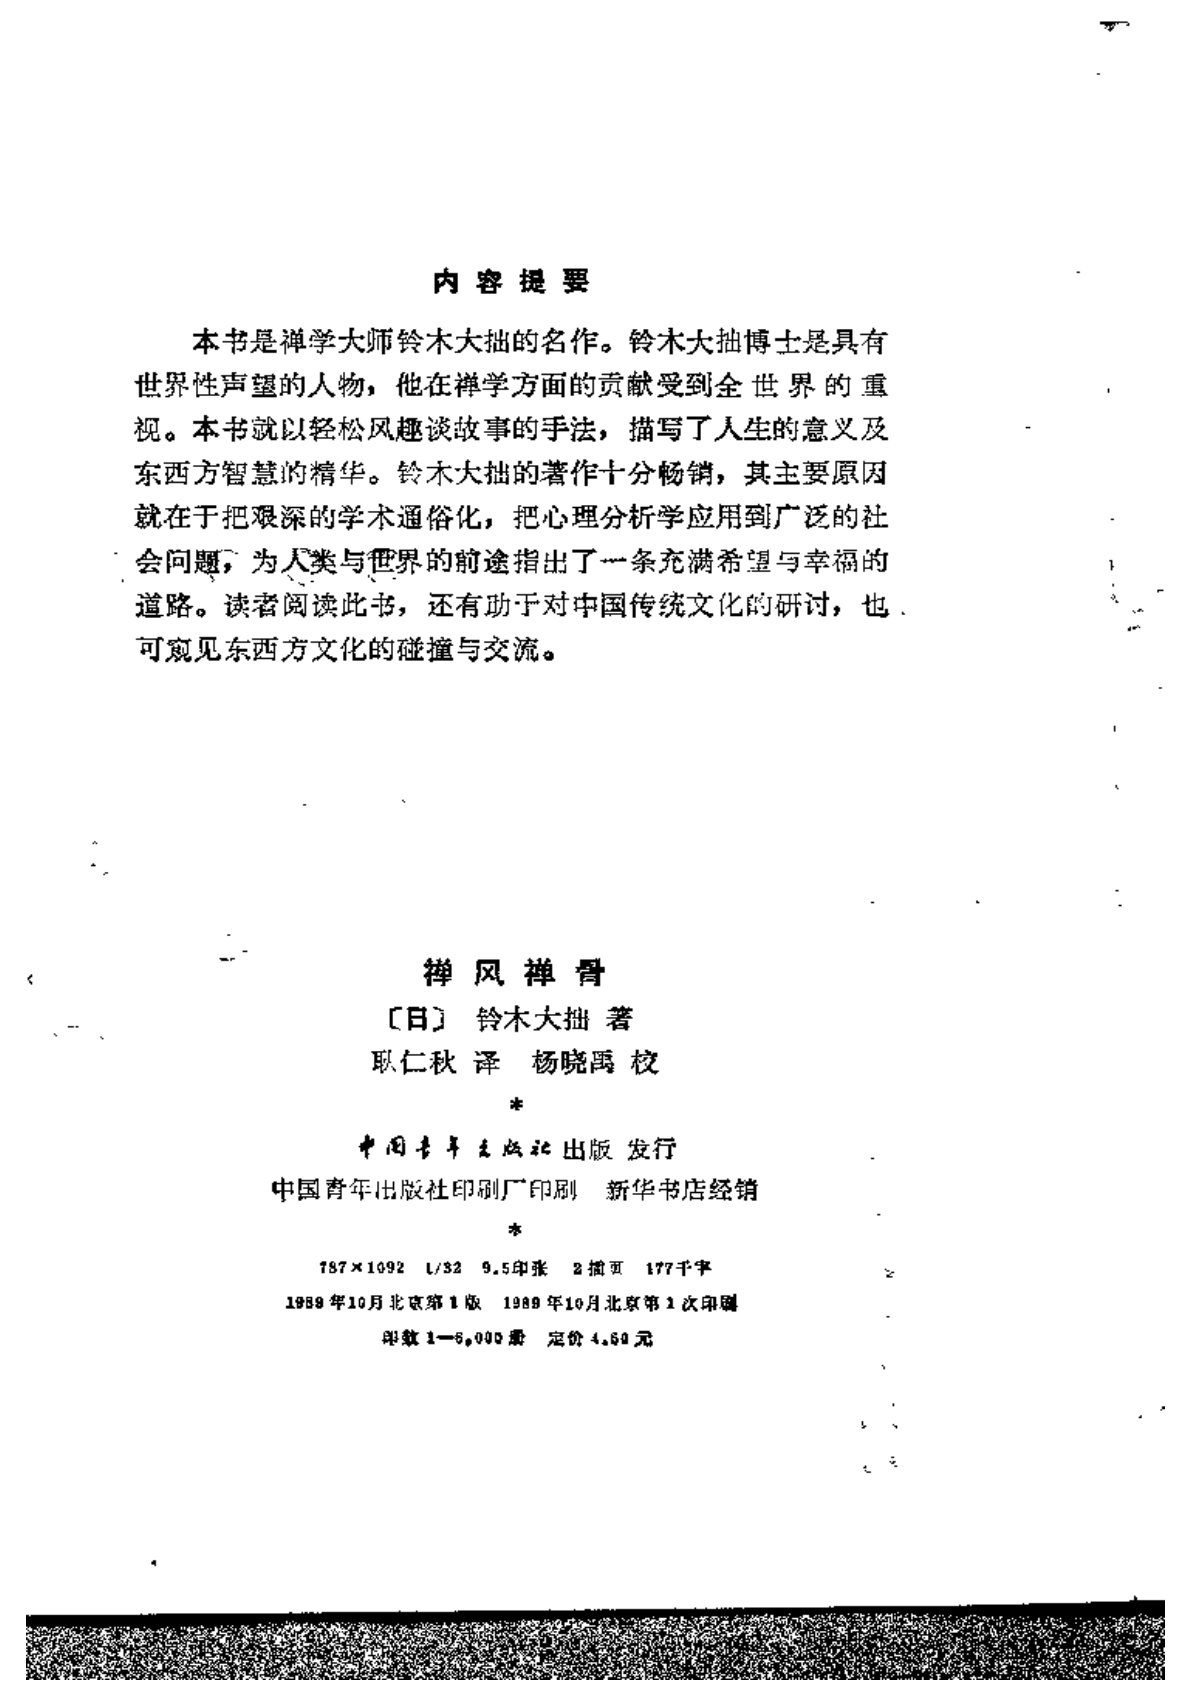 内容提要
本书是禅学大师铃木大拙的名作。铃木大拙博士是具有
世界性声望的人物，他在禅学方面的贡献受到全世界的重
视。本书就以轻松风趣谈故事的手法，描写了人生的意义及
东西方智慧的精华。铃木大拙的著作十分畅销，其主要原因
就在于把艰深的学术通俗化，把心理分析学应用到广泛的社
会问题，为人类与世界的前途指出了一条充满希望与幸福的
道路。读者阅读此书，还有助于对中国传统文化的研讨，也
可窥见东西方文化的碰撞与交流。
禅风禅骨
〔日〕 铃木大拙 著
耿仁秋 译 杨晓禹 校
*
中国青年出版社 出版 发行
中国青年出版社印刷厂印刷 新华书店经销
*
787×1092 1/32 9.5印张 2插页 177千字
1989年10月北京第1版 1989年10月北京第1次印刷
定价4.60元